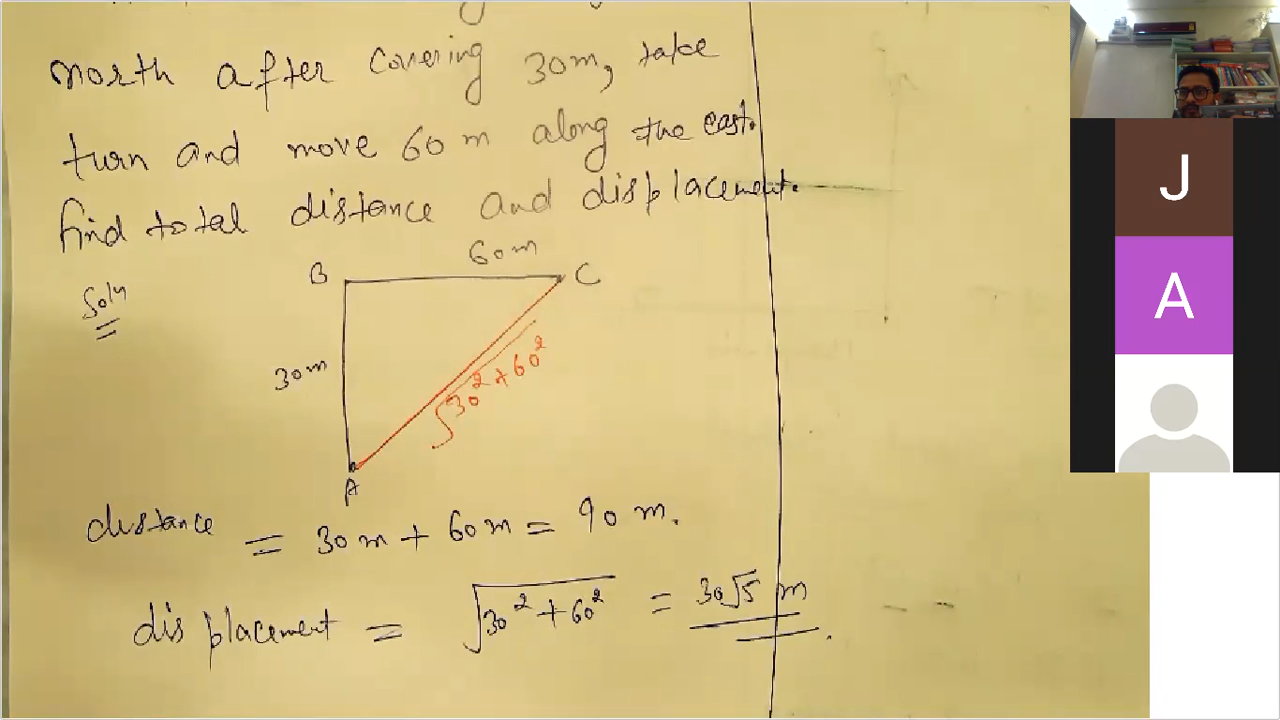 north after covering 30m, take
turn and move 60 m along the east.
find total distance and displacement.
Soln
60m
B
C
30m
√30²+60²
A
distance = 30m + 60m = 90 m.
displacement = √30²+60² = 30√5 m.
J
A